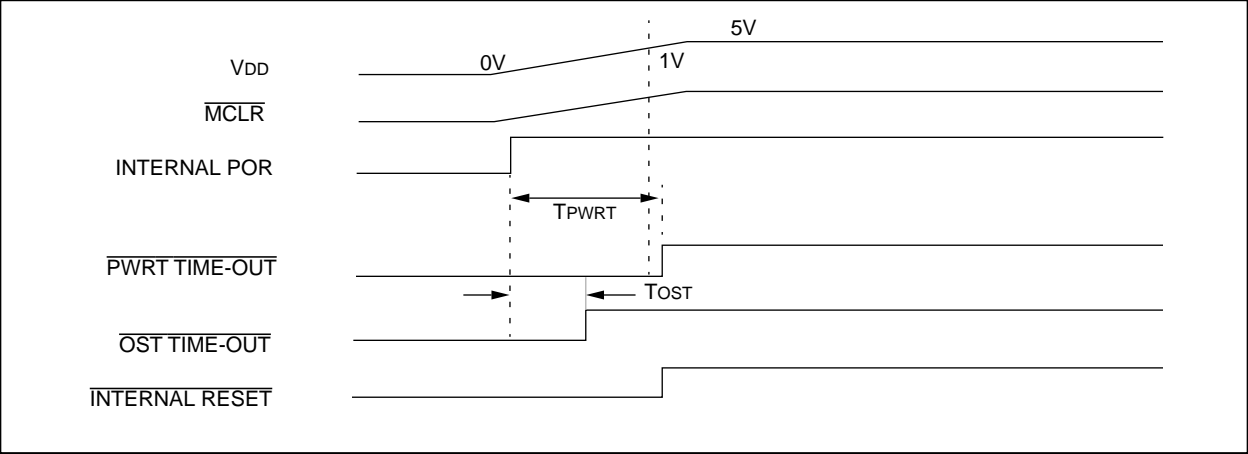 5V
VDD
0V
1V
MCLR
INTERNAL POR
TPWRT
PWRT TIME-OUT
TOST
OST TIME-OUT
INTERNAL RESET